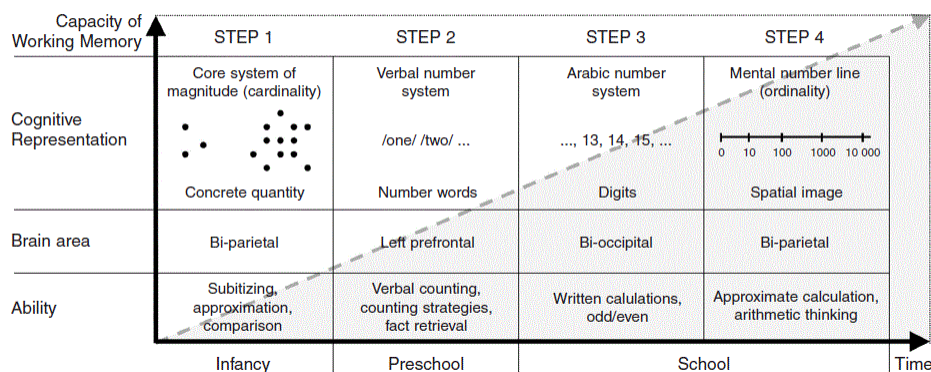 Capacity of
Working Memory
STEP 1
STEP 2
STEP 3
STEP 4
Cognitive
Representation
Core system of
magnitude (cardinality)
Concrete quantity
Verbal number
system
/one/ /two/ ...
Number words
Arabic number
system
..., 13, 14, 15, ...
Digits
Mental number line
(ordinality)
0 10 100 1000 10 000
Spatial image
Brain area
Bi-parietal
Left prefrontal
Bi-occipital
Bi-parietal
Ability
Subitizing,
approximation,
comparison
Verbal counting,
counting strategies,
fact retrieval
Written calulations,
odd/even
Approximate calculation,
arithmetic thinking
Infancy
Preschool
School
Time